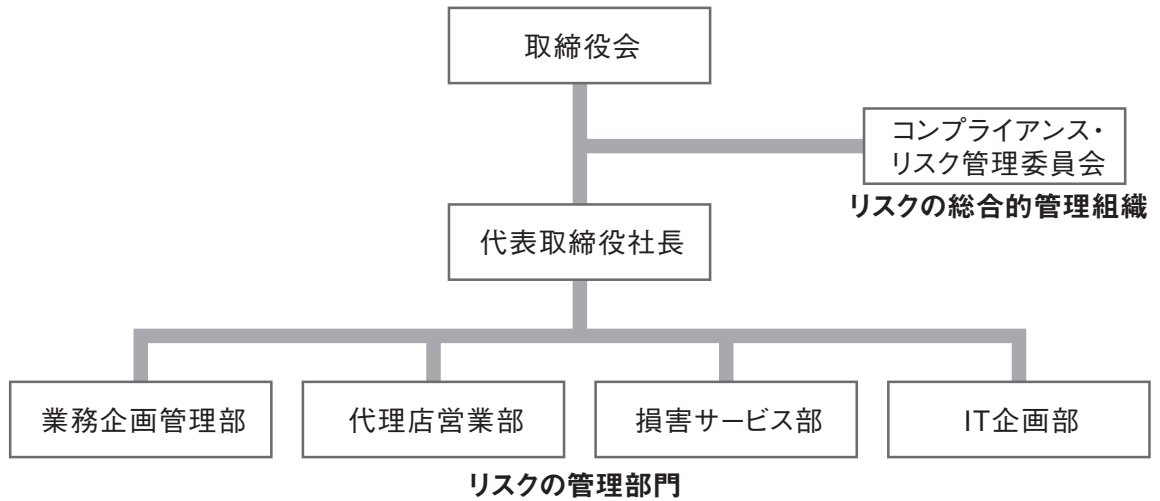 取締役会
コンプライアンス・
リスク管理委員会
リスクの総合的管理組織
代表取締役社長
業務企画管理部
代理店営業部
損害サービス部
IT企画部
リスクの管理部門